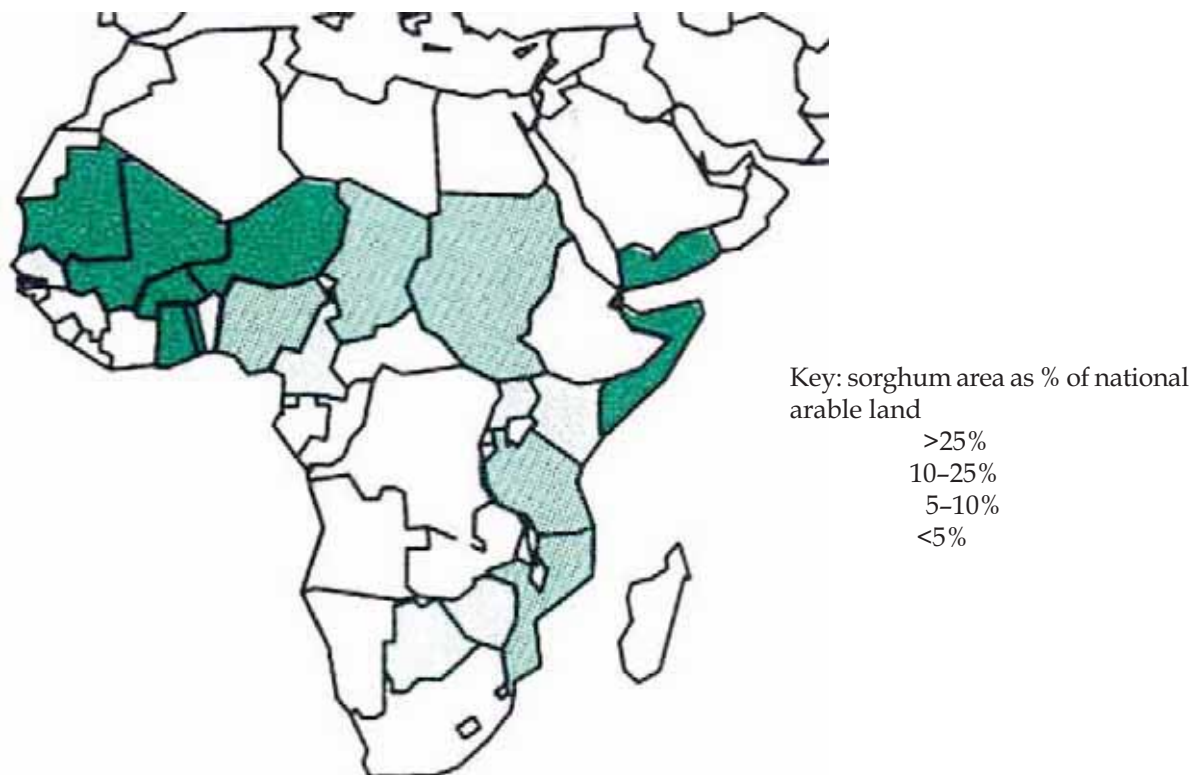 Key: sorghum area as % of national
arable land
>25%
10–25%
5–10%
<5%